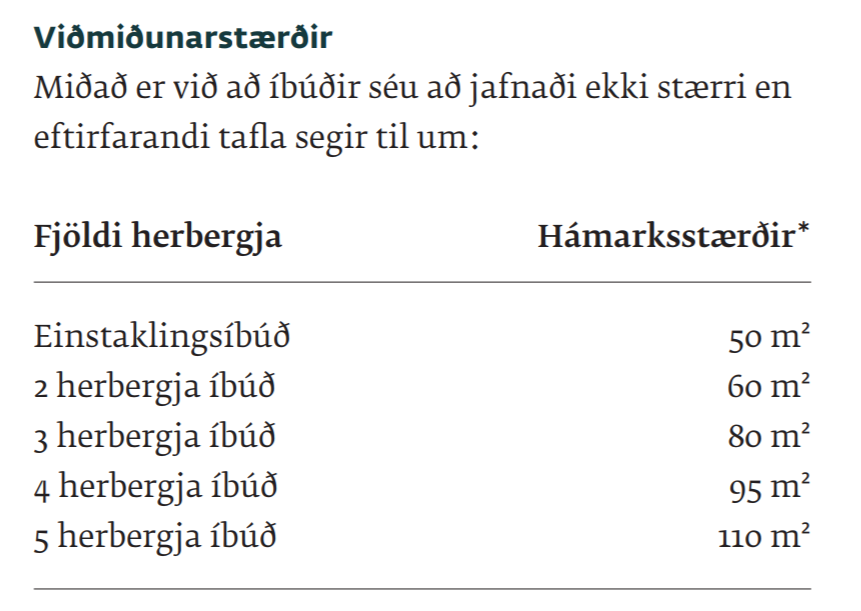 Viðmiðunarstærðir
Miðað er við að íbúðir séu að jafnaði ekki stærri en
eftirfarandi tafla segir til um:
Fjöldi herbergja Hámarksstærðir*
Einstaklingsíbúð 50 m²
2 herbergja íbúð 60 m²
3 herbergja íbúð 80 m²
4 herbergja íbúð 95 m²
5 herbergja íbúð 110 m²